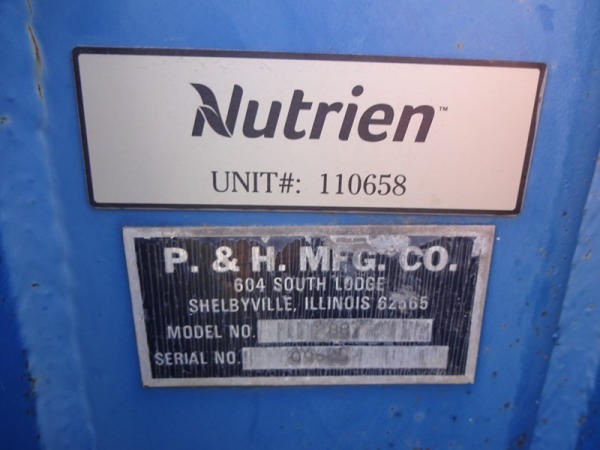 Nutrien™
UNIT#: 110658
P. & H. MFG. CO.
604 SOUTH LODGE
SHELBYVILLE, ILLINOIS 62565
MODEL NO.
SERIAL NO.